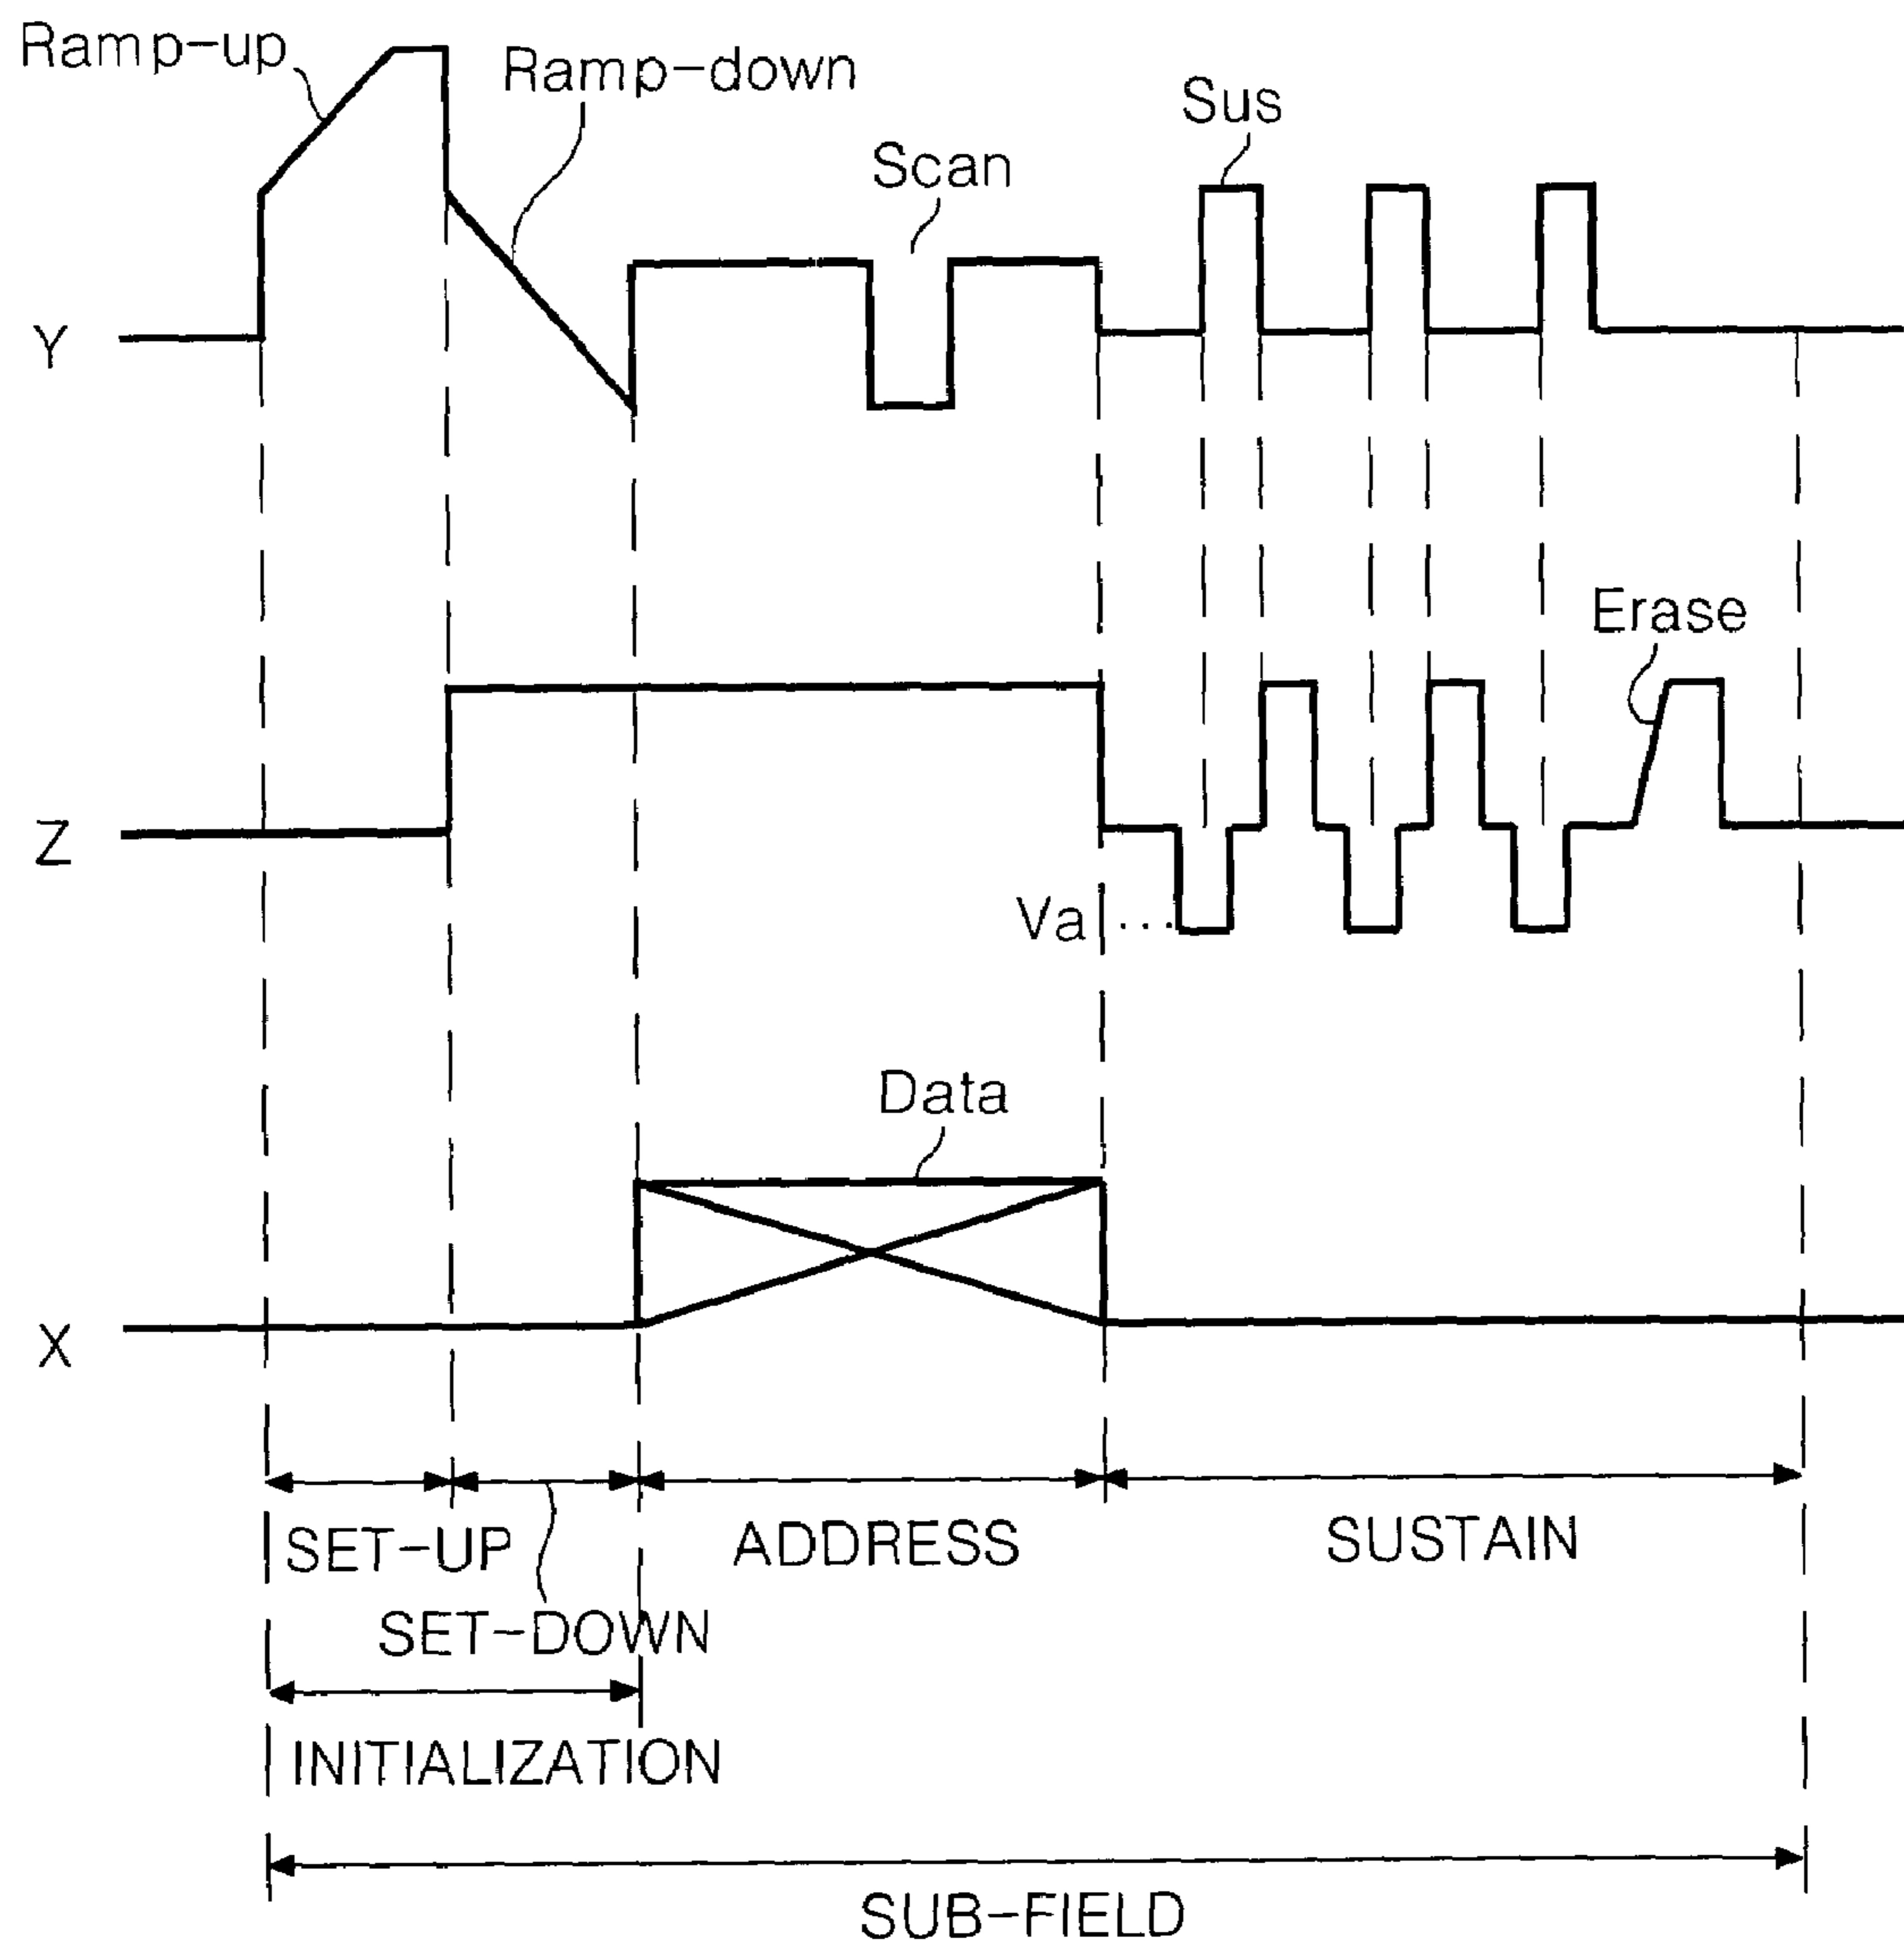 Ramp-up
Ramp-down
Sus
Scan
Y
Erase
Z
Va ...
Data
X
SET-UP
ADDRESS
SUSTAIN
SET-DOWN
INITIALIZATION
SUB-FIELD